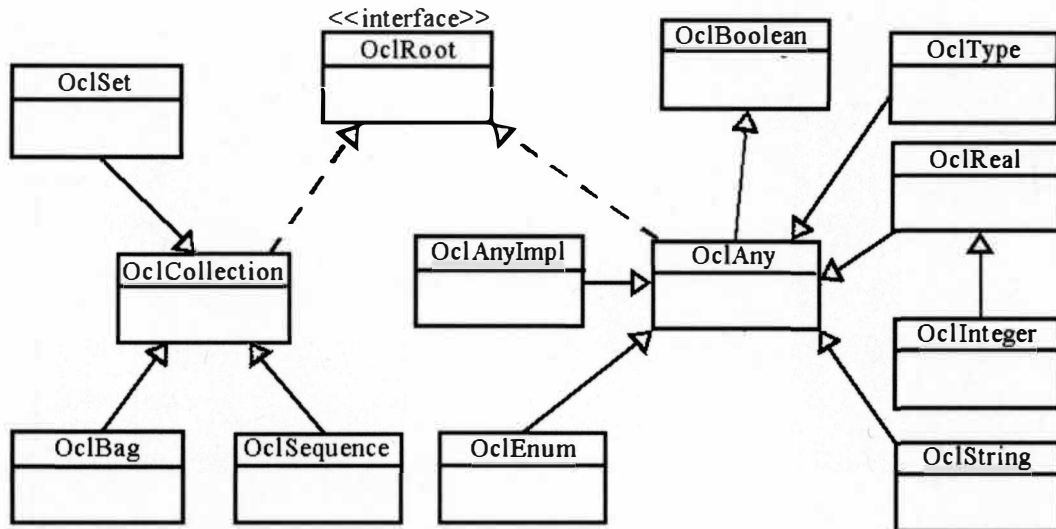 <<interface>>
OclRoot
OclBoolean
OclType
OclSet
OclReal
OclCollection
OclAnyImpl
OclAny
OclInteger
OclBag
OclSequence
OclEnum
OclString